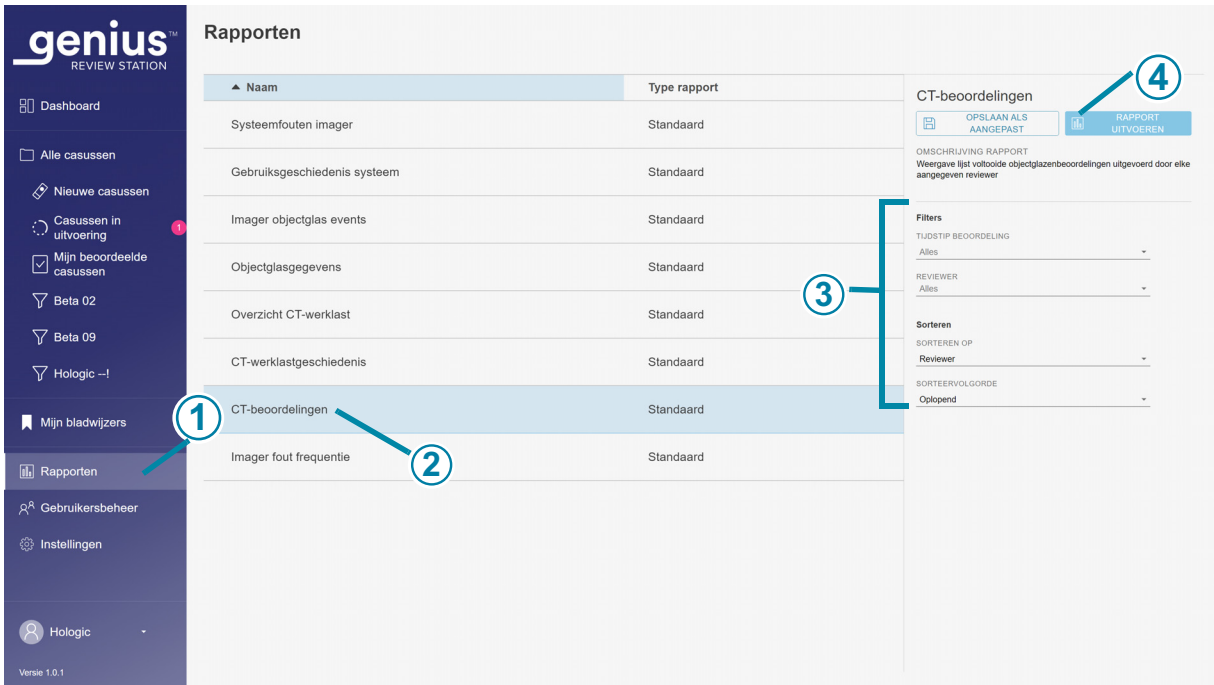 genius™
REVIEW STATION
Dashboard
Alle casussen
Nieuwe casussen
Casussen in
uitvoering
1
Mijn beoordeelde
casussen
Beta 02
Beta 09
Hologic --!
Mijn bladwijzers
Rapporten
Gebruikersbeheer
Instellingen
Hologic
Versie 1.0.1
Rapporten
Naam Type rapport
Systeemfouten imager Standaard
Gebruiksgeschiedenis systeem Standaard
Imager objectglas events Standaard
Objectglasgegevens Standaard
Overzicht CT-werklast Standaard
CT-werklastgeschiedenis Standaard
CT-beoordelingen Standaard
Imager fout frequentie Standaard
1
2
3
4
CT-beoordelingen
OPSLAAN ALS
AANGEPAST
RAPPORT
UITVOEREN
OMSCHRIJVING RAPPORT
Weergave lijst voltooide objectglazenbeoordelingen uitgevoerd door elke
aangegeven reviewer
Filters
TIJDSTIP BEOORDELING
Alles
REVIEWER
Alles
Sorteren
SORTEREN OP
Reviewer
SORTEERVOLGORDE
Oplopend